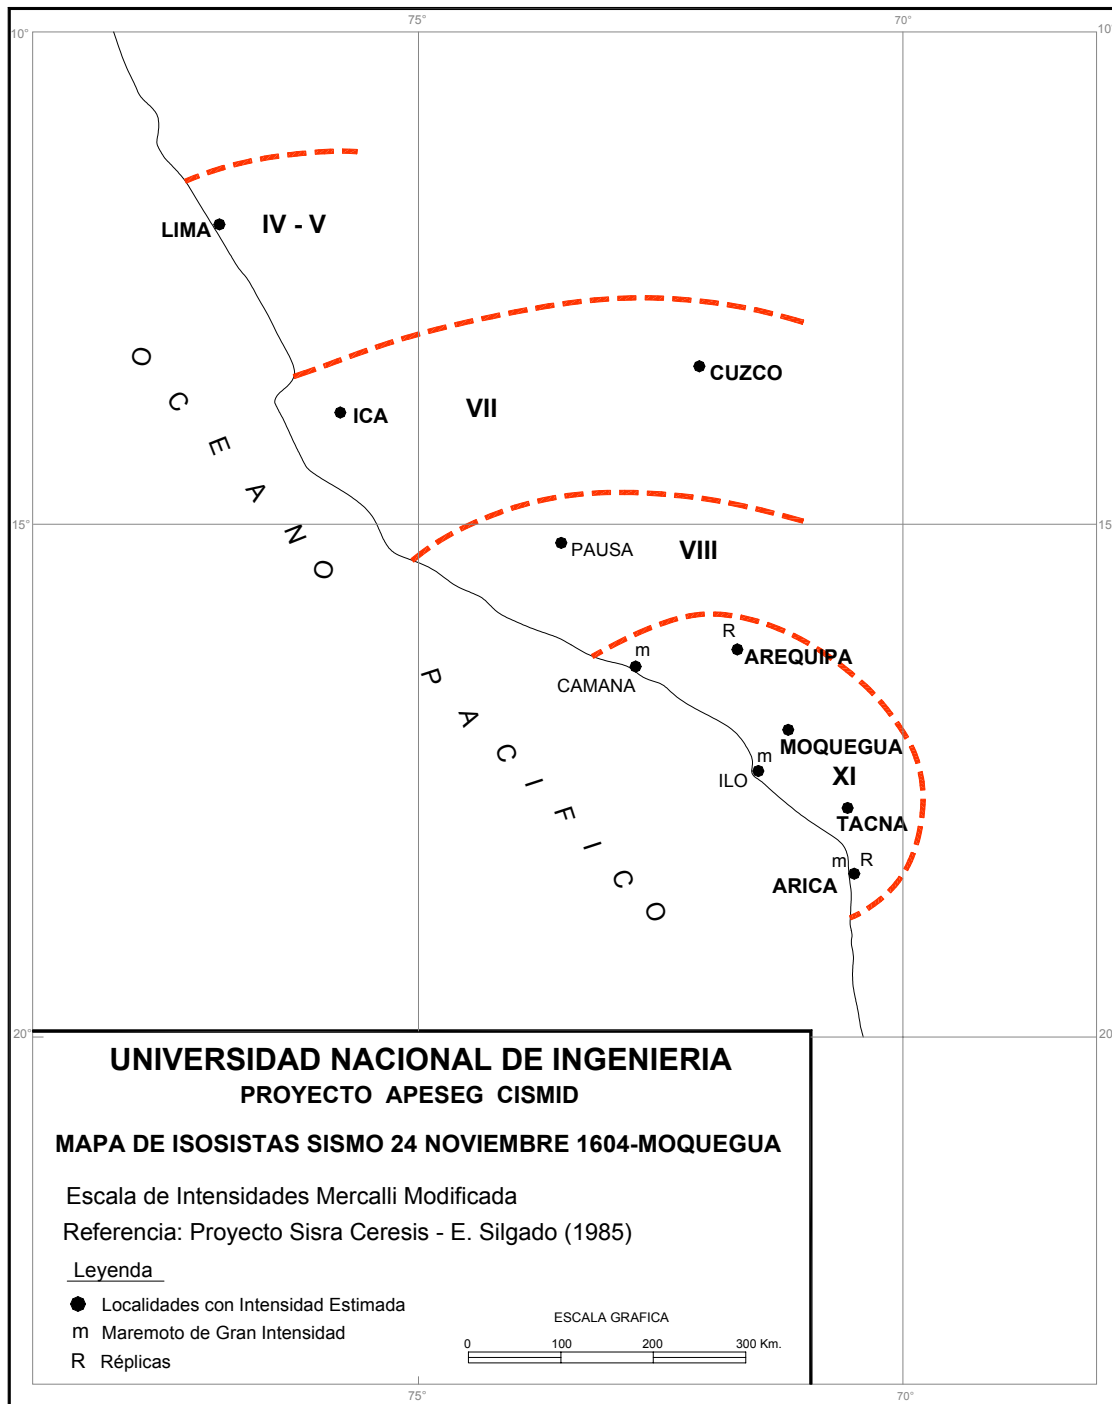 75°
70°
10°
10°
LIMA
IV - V
CUZCO
ICA
VII
OCEANO PACIFICO
15°
15°
PAUSA
VIII
R
AREQUIPA
m
CAMANA
MOQUEGUA
m
ILO
XI
TACNA
m R
ARICA
20°
20
UNIVERSIDAD NACIONAL DE INGENIERIA
PROYECTO APESEG CISMID
MAPA DE ISOSISTAS SISMO 24 NOVIEMBRE 1604-MOQUEGUA
Escala de Intensidades Mercalli Modificada
Referencia: Proyecto Sisra Ceresis - E. Silgado (1985)
Leyenda
Localidades con Intensidad Estimada
m Maremoto de Gran Intensidad
R Réplicas
ESCALA GRAFICA
0 100 200 300 Km.
75°
70°